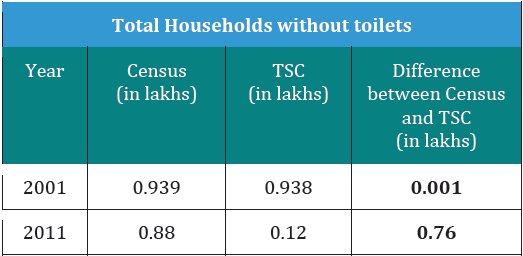 Total Households without toilets
Year Census TSC Difference
(in lakhs) (in lakhs) between Census
and TSC
(in lakhs)
2001 0.939 0.938 0.001
2011 0.88 0.12 0.76